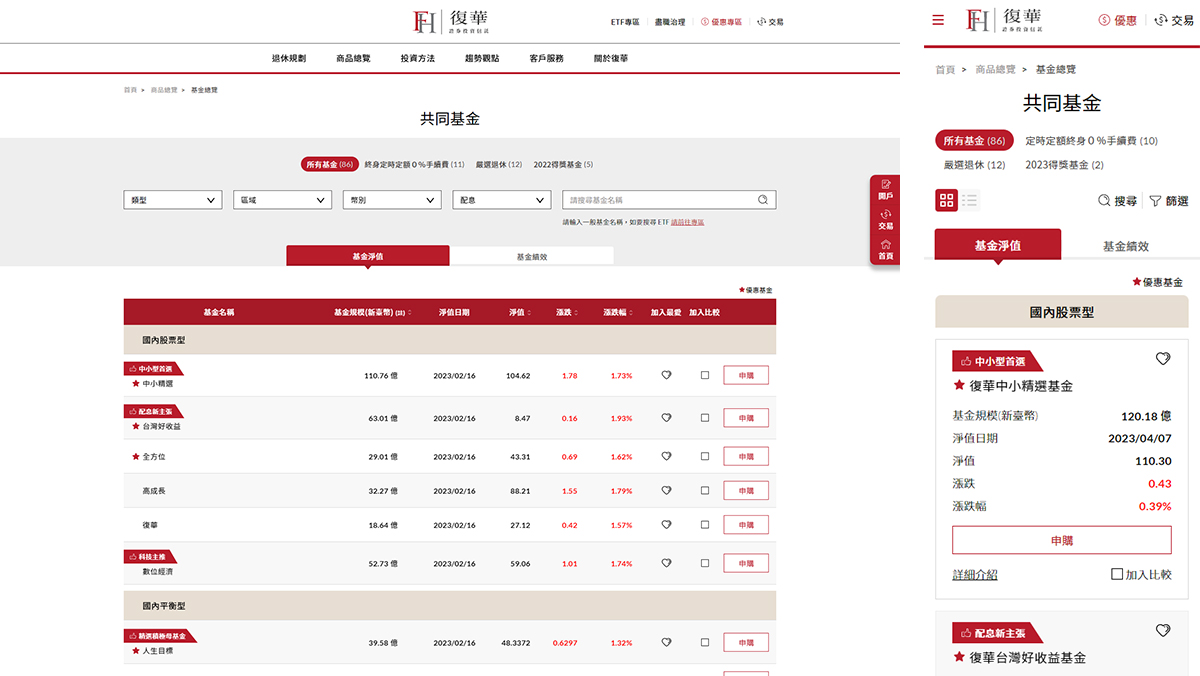 FH 復華 證券投資信託
ETF專區 盡職治理 優惠專區 交易
退休規劃 商品總覽 投資方法 趨勢觀點 客戶服務 關於復華
首頁 > 商品總覽 > 基金總覽
共同基金
所有基金 (86) 終身定時定額０%手續費 (11) 嚴選退休 (12) 2022得獎基金 (5)
類型 區域 幣別 配息 請搜尋基金名稱
請輸入一般基金名稱，如要搜尋 ETF 請前往專區
基金淨值 基金績效
開戶
交易
首頁
★優惠基金
基金名稱 基金規模(新臺幣) (註) 淨值日期 淨值 漲跌 漲跌幅 加入最愛 加入比較
國內股票型
中小型首選
★ 中小精選 110.76 億 2023/02/16 104.62 1.78 1.73% 申購
配息新主張
★ 台灣好收益 63.01 億 2023/02/16 8.47 0.16 1.93% 申購
★ 全方位 29.01 億 2023/02/16 43.31 0.69 1.62% 申購
高成長 32.27 億 2023/02/16 88.21 1.55 1.79% 申購
復華 18.64 億 2023/02/16 27.12 0.42 1.57% 申購
科技主推
數位經濟 52.73 億 2023/02/16 59.06 1.01 1.74% 申購
國內平衡型
精選積極母基金
★ 人生目標 39.58 億 2023/02/16 48.3372 0.6297 1.32% 申購
FH 復華 證券投資信託 優惠 交易
首頁 > 商品總覽 > 基金總覽
共同基金
所有基金 (86) 定時定額終身０%手續費 (10)
嚴選退休 (12) 2023得獎基金 (2)
搜尋 篩選
基金淨值 基金績效
★優惠基金
國內股票型
中小型首選
★ 復華中小精選基金
基金規模(新臺幣) 120.18 億
淨值日期 2023/04/07
淨值 110.30
漲跌 0.43
漲跌幅 0.39%
申購
詳細介紹 加入比較
配息新主張
★ 復華台灣好收益基金